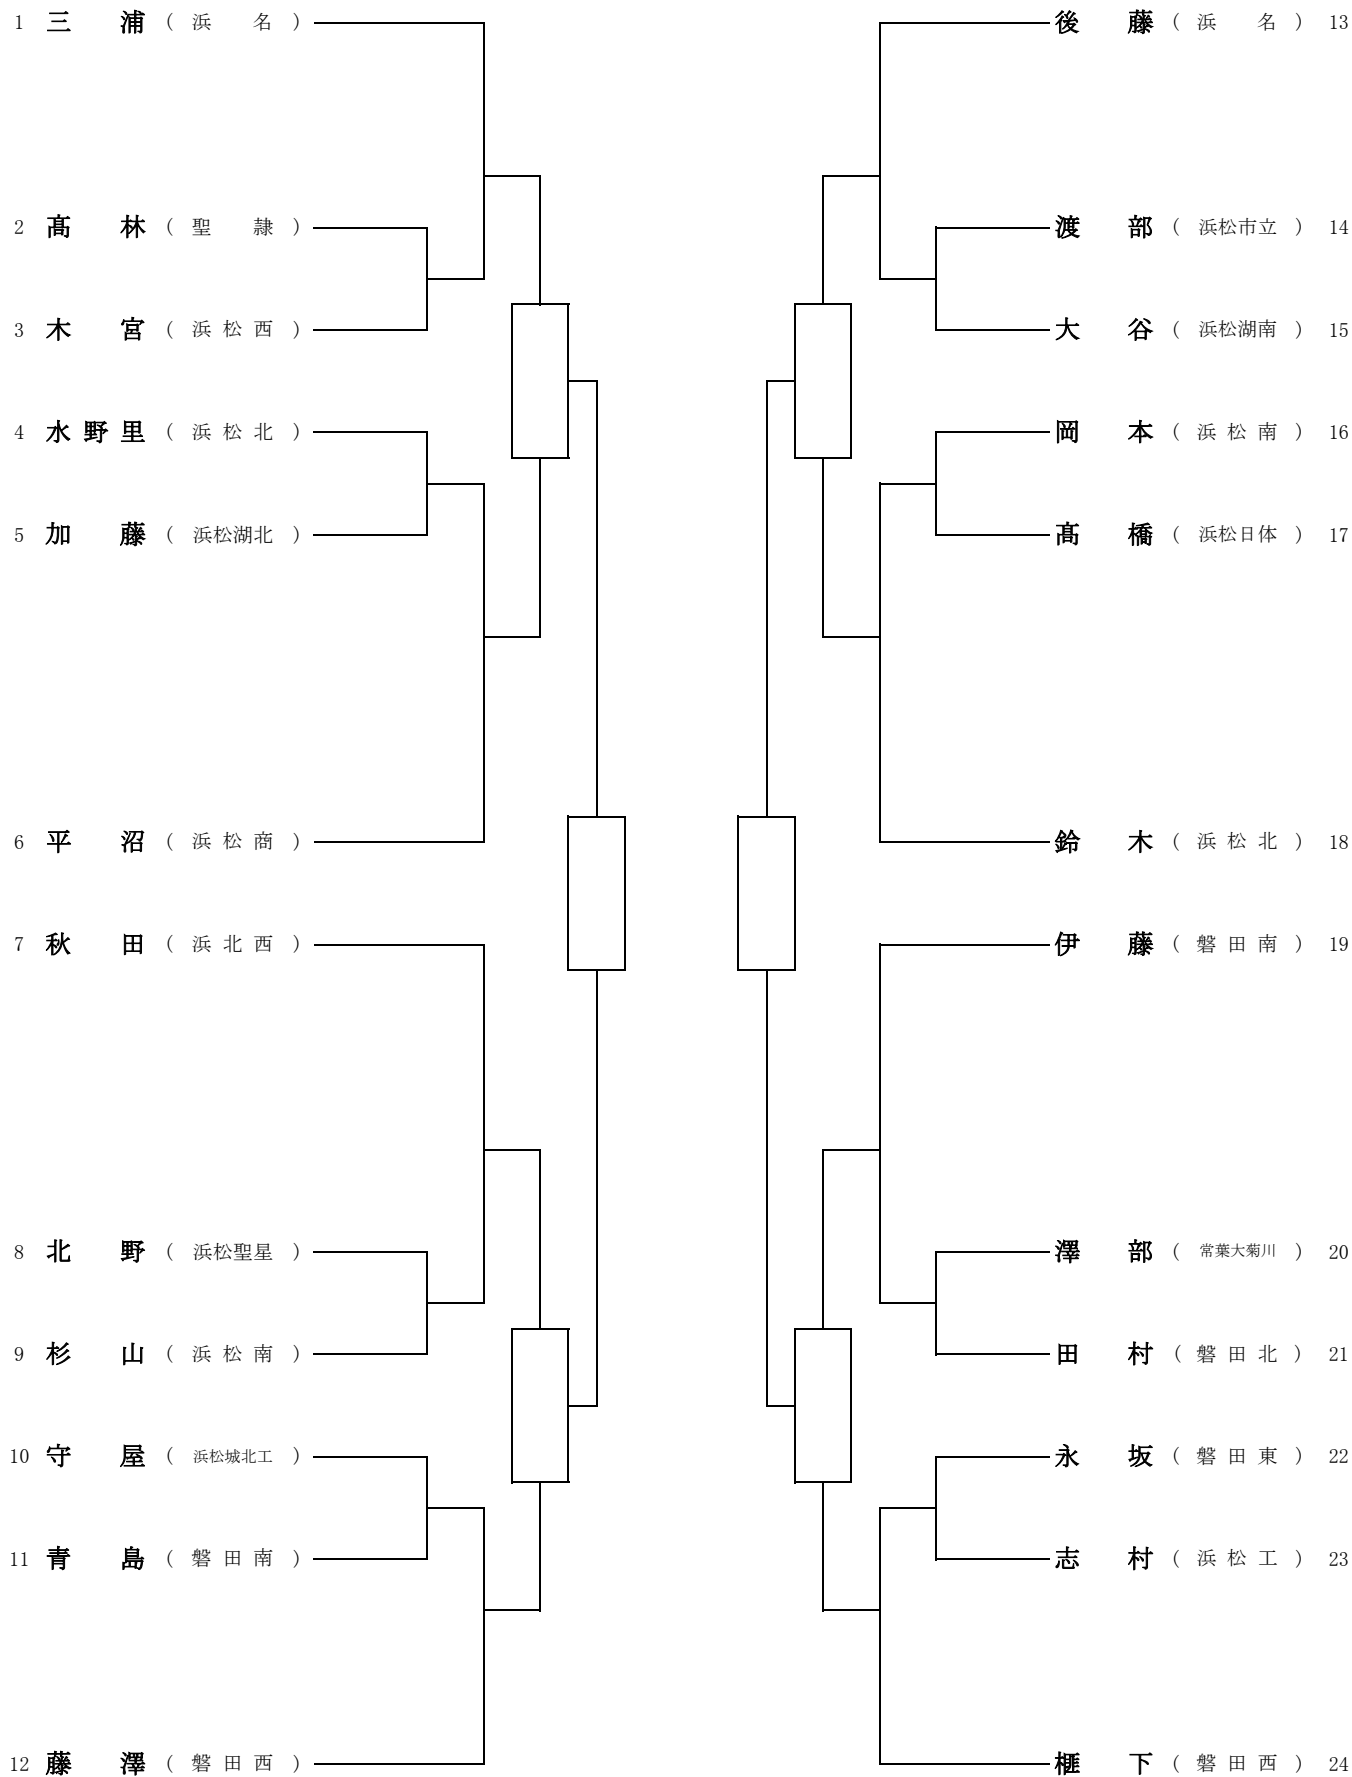 1 三 浦 ( 浜 名 )
2 髙 林 ( 聖 隷 )
3 木 宮 ( 浜 松 西 )
4 水 野 里 ( 浜 松 北 )
5 加 藤 ( 浜松湖北 )
6 平 沼 ( 浜 松 商 )
7 秋 田 ( 浜 北 西 )
8 北 野 ( 浜松聖星 )
9 杉 山 ( 浜 松 南 )
10 守 屋 ( 浜松城北工 )
11 青 島 ( 磐 田 南 )
12 藤 澤 ( 磐 田 西 )
後 藤 ( 浜 名 ) 13
渡 部 ( 浜松市立 ) 14
大 谷 ( 浜松湖南 ) 15
岡 本 ( 浜 松 南 ) 16
髙 橋 ( 浜松日体 ) 17
鈴 木 ( 浜 松 北 ) 18
伊 藤 ( 磐 田 南 ) 19
澤 部 ( 常葉大菊川 ) 20
田 村 ( 磐 田 北 ) 21
永 坂 ( 磐 田 東 ) 22
志 村 ( 浜 松 工 ) 23
榧 下 ( 磐 田 西 ) 24